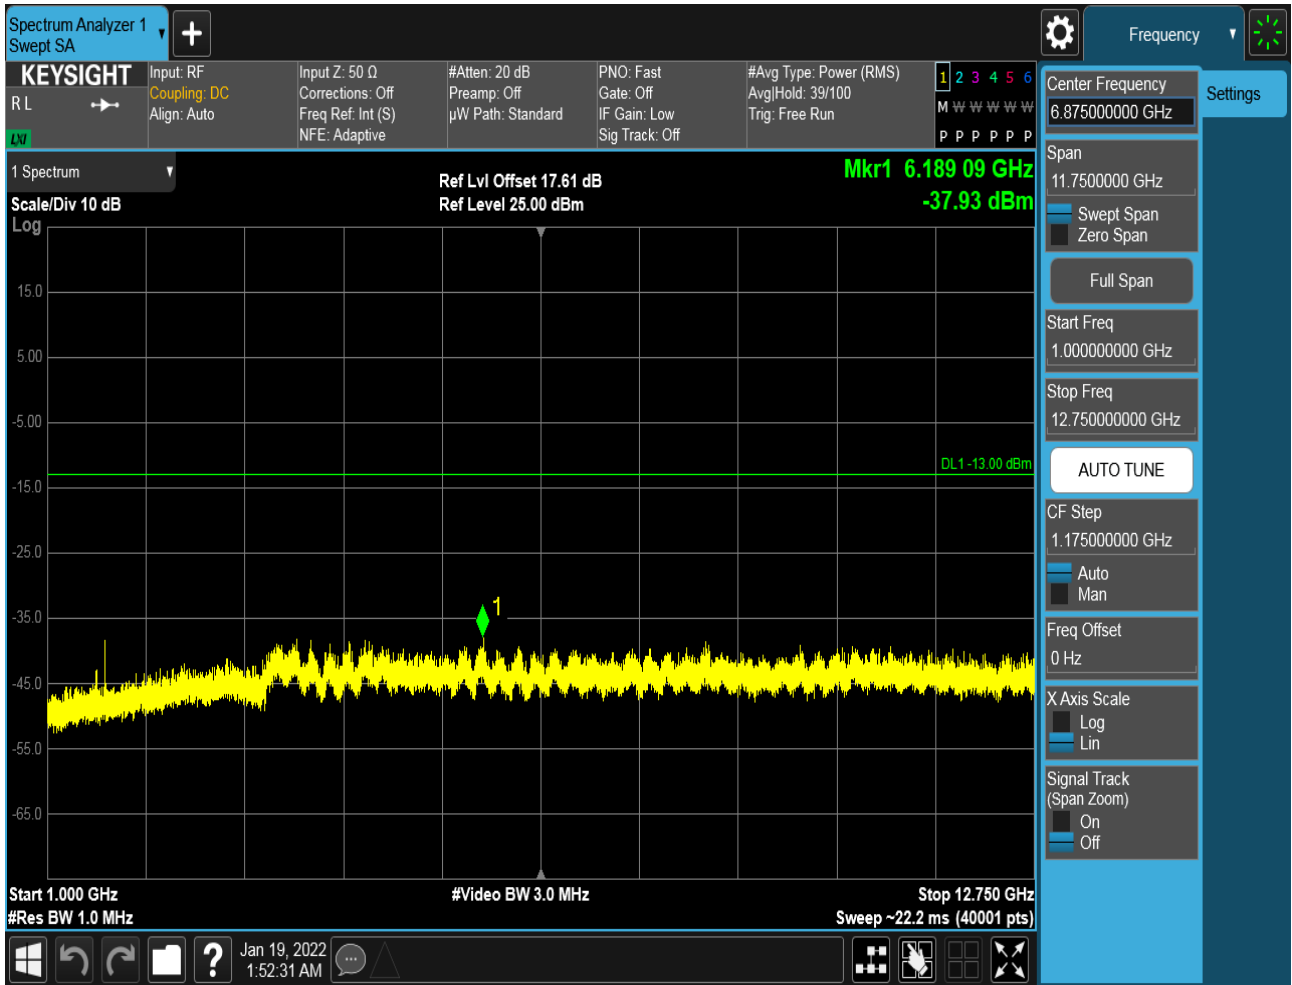 Spectrum Analyzer 1
Swept SA
+
Frequency
KEYSIGHT
R L
LXI
Input: RF
Coupling: DC
Align: Auto
Input Z: 50 Ω
Corrections: Off
Freq Ref: Int (S)
NFE: Adaptive
#Atten: 20 dB
Preamp: Off
µW Path: Standard
PNO: Fast
Gate: Off
IF Gain: Low
Sig Track: Off
#Avg Type: Power (RMS)
Avg|Hold: 39/100
Trig: Free Run
1 2 3 4 5 6
M W W W W W
P P P P P P
1 Spectrum
Scale/Div 10 dB
Log
Ref Lvl Offset 17.61 dB
Ref Level 25.00 dBm
Mkr1 6.189 09 GHz
-37.93 dBm
15.0
5.00
-5.00
DL1 -13.00 dBm
-15.0
-25.0
-35.0
1
-45.0
-55.0
-65.0
Start 1.000 GHz
#Res BW 1.0 MHz
#Video BW 3.0 MHz
Stop 12.750 GHz
Sweep ~22.2 ms (40001 pts)
?
Jan 19, 2022
1:52:31 AM
Center Frequency
6.875000000 GHz
Settings
Span
11.7500000 GHz
Swept Span
Zero Span
Full Span
Start Freq
1.000000000 GHz
Stop Freq
12.750000000 GHz
AUTO TUNE
CF Step
1.175000000 GHz
Auto
Man
Freq Offset
0 Hz
X Axis Scale
Log
Lin
Signal Track
(Span Zoom)
On
Off